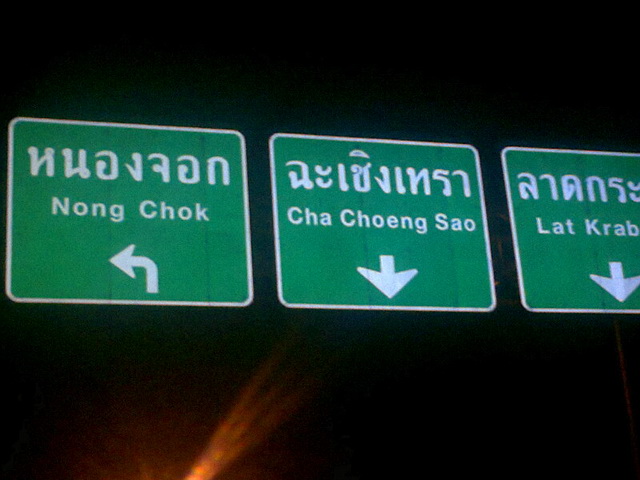 หนองจอก
Nong Chok
ฉะเชิงเทรา
Cha Choeng Sao
ลาดกระ
Lat Krab